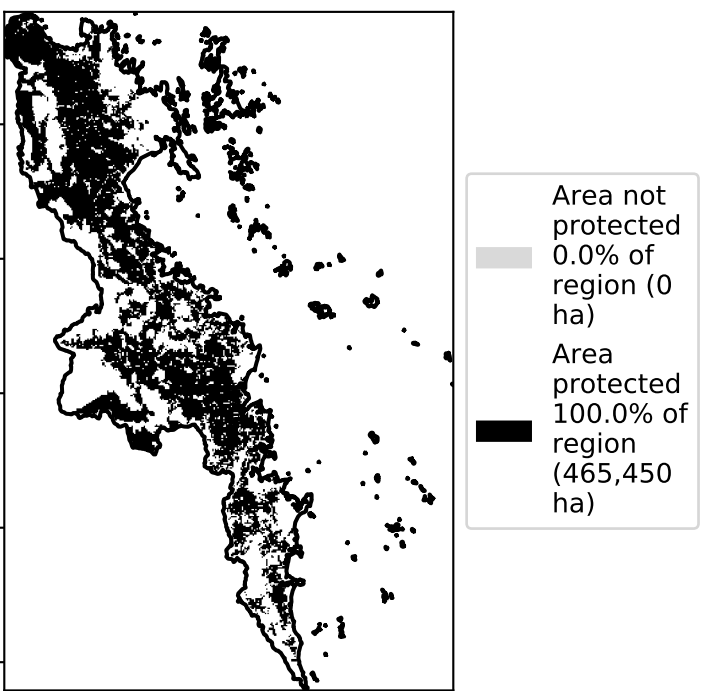 Area not
protected
0.0% of
region (0
ha)
Area
protected
100.0% of
region
(465,450
ha)